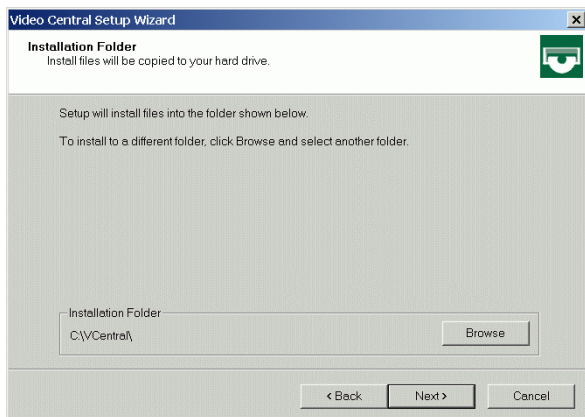 Video Central Setup Wizard
Installation Folder
Install files will be copied to your hard drive.
Setup will install files into the folder shown below.
To install to a different folder, click Browse and select another folder.
Installation Folder
C:\VCentral\
Browse
< Back
Next >
Cancel